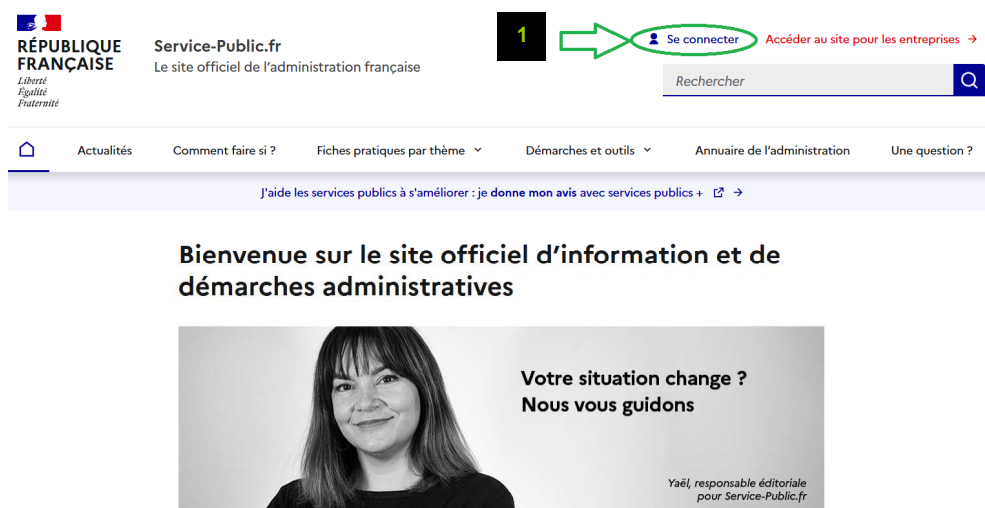 RÉPUBLIQUE
FRANÇAISE
Liberté
Égalité
Fraternité
Service-Public.fr
Le site officiel de l'administration française
1
Se connecter
Accéder au site pour les entreprises →
Rechercher
Actualités
Comment faire si ?
Fiches pratiques par thème
Démarches et outils
Annuaire de l'administration
Une question ?
J'aide les services publics à s'améliorer : je donne mon avis avec services publics + →
Bienvenue sur le site officiel d'information et de
démarches administratives
Votre situation change ?
Nous vous guidons
Yaël, responsable éditoriale
pour Service-Public.fr